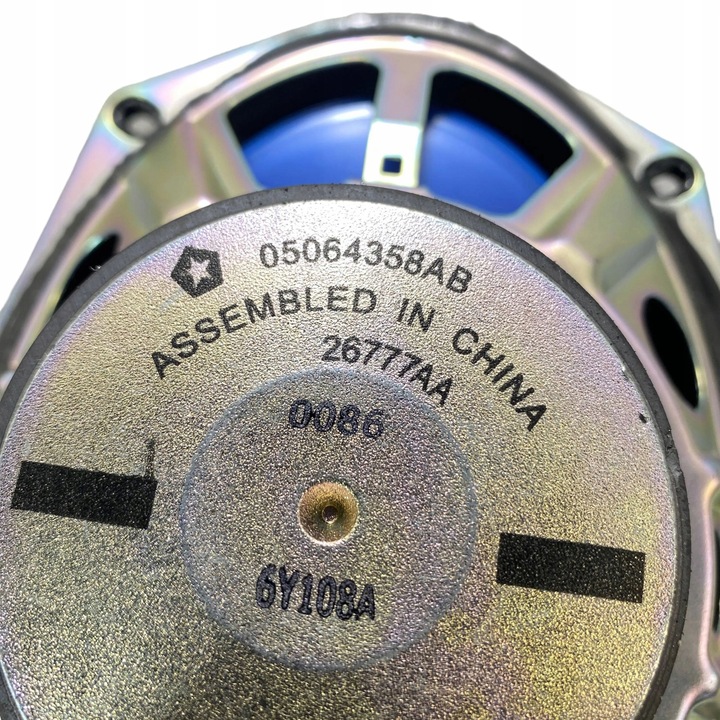 05064358AB
ASSEMBLED IN CHINA
26777AA
0086
6Y108A